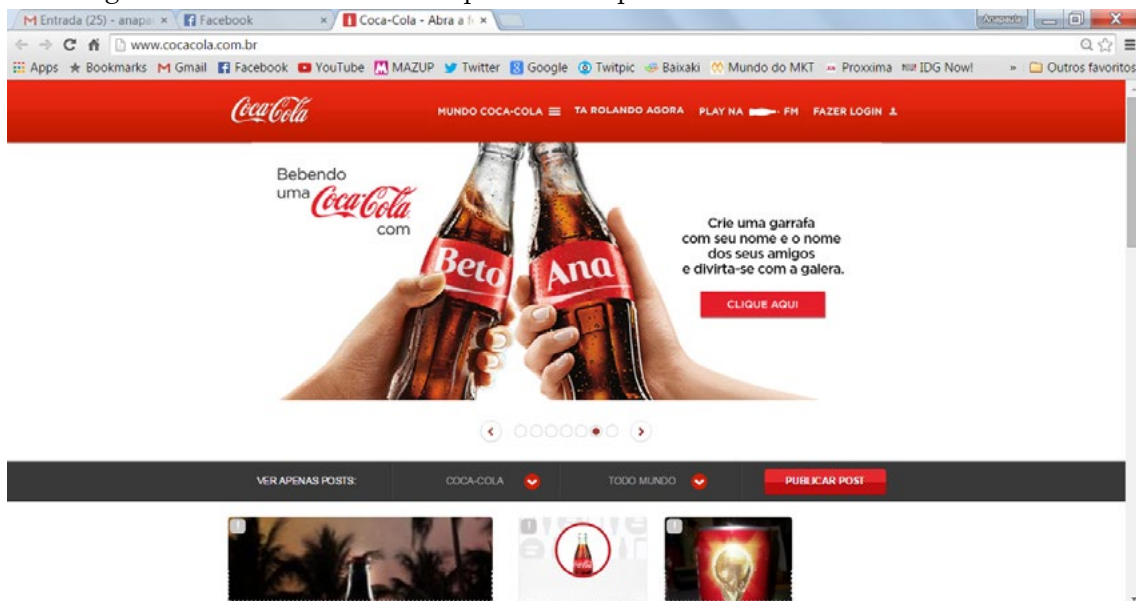 M Entrada (25) - anapa
Facebook
Coca-Cola - Abra a f
Anapaula
www.cocacola.com.br
Apps Bookmarks Gmail Facebook YouTube MAZUP Twitter Google Twitpic Baixaki Mundo do MKT Proxxima IDG Now! » Outros favoritos
Coca-Cola
MUNDO COCA-COLA TA ROLANDO AGORA PLAY NA FM FAZER LOGIN
Bebendo
uma Coca-Cola
com
Beto
Ana
Crie uma garrafa
com seu nome e o nome
dos seus amigos
e divirta-se com a galera.
CLIQUE AQUI
VER APENAS POSTS: COCA-COLA TODO MUNDO PUBLICAR POST